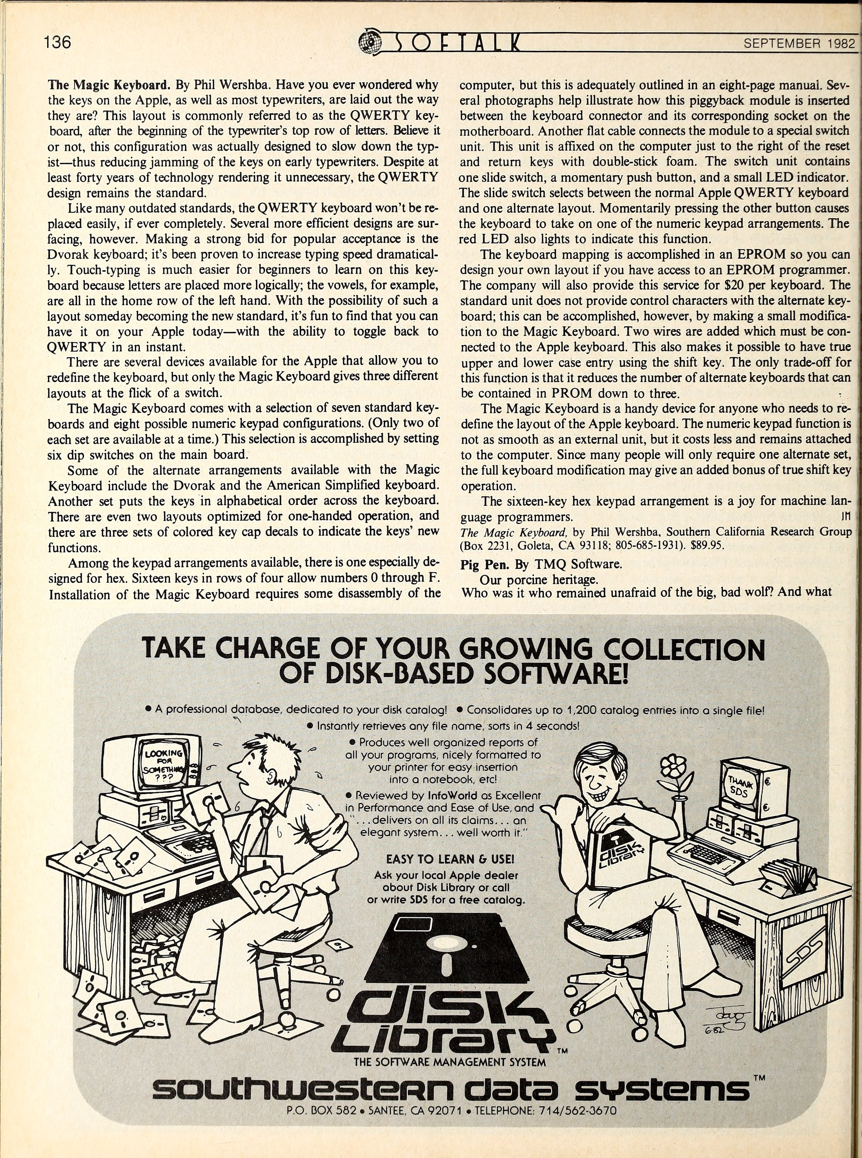 136
SOFTALK
SEPTEMBER 1982
The Magic Keyboard. By Phil Wershba. Have you ever wondered why
the keys on the Apple, as well as most typewriters, are laid out the way
they are? This layout is commonly referred to as the QWERTY key-
board, after the beginning of the typewriter's top row of letters. Believe it
or not, this configuration was actually designed to slow down the typ-
ist—thus reducing jamming of the keys on early typewriters. Despite at
least forty years of technology rendering it unnecessary, the QWERTY
design remains the standard.
Like many outdated standards, the QWERTY keyboard won't be re-
placed easily, if ever completely. Several more efficient designs are sur-
facing, however. Making a strong bid for popular acceptance is the
Dvorak keyboard; it's been proven to increase typing speed dramatical-
ly. Touch-typing is much easier for beginners to learn on this key-
board because letters are placed more logically; the vowels, for example,
are all in the home row of the left hand. With the possibility of such a
layout someday becoming the new standard, it's fun to find that you can
have it on your Apple today—with the ability to toggle back to
QWERTY in an instant.
There are several devices available for the Apple that allow you to
redefine the keyboard, but only the Magic Keyboard gives three different
layouts at the flick of a switch.
The Magic Keyboard comes with a selection of seven standard key-
boards and eight possible numeric keypad configurations. (Only two of
each set are available at a time.) This selection is accomplished by setting
six dip switches on the main board.
Some of the alternate arrangements available with the Magic
Keyboard include the Dvorak and the American Simplified keyboard.
Another set puts the keys in alphabetical order across the keyboard.
There are even two layouts optimized for one-handed operation, and
there are three sets of colored key cap decals to indicate the keys' new
functions.
Among the keypad arrangements available, there is one especially de-
signed for hex. Sixteen keys in rows of four allow numbers 0 through F.
Installation of the Magic Keyboard requires some disassembly of the
computer, but this is adequately outlined in an eight-page manual. Sev-
eral photographs help illustrate how this piggyback module is inserted
between the keyboard connector and its corresponding socket on the
motherboard. Another flat cable connects the module to a special switch
unit. This unit is affixed on the computer just to the right of the reset
and return keys with double-stick foam. The switch unit contains
one slide switch, a momentary push button, and a small LED indicator.
The slide switch selects between the normal Apple QWERTY keyboard
and one alternate layout. Momentarily pressing the other button causes
the keyboard to take on one of the numeric keypad arrangements. The
red LED also lights to indicate this function.
The keyboard mapping is accomplished in an EPROM so you can
design your own layout if you have access to an EPROM programmer.
The company will also provide this service for $20 per keyboard. The
standard unit does not provide control characters with the alternate key-
board; this can be accomplished, however, by making a small modifica-
tion to the Magic Keyboard. Two wires are added which must be con-
nected to the Apple keyboard. This also makes it possible to have true
upper and lower case entry using the shift key. The only trade-off for
this function is that it reduces the number of alternate keyboards that can
be contained in PROM down to three.
The Magic Keyboard is a handy device for anyone who needs to re-
define the layout of the Apple keyboard. The numeric keypad function is
not as smooth as an external unit, but it costs less and remains attached
to the computer. Since many people will only require one alternate set,
the full keyboard modification may give an added bonus of true shift key
operation.
The sixteen-key hex keypad arrangement is a joy for machine lan-
guage programmers. JM
The Magic Keyboard, by Phil Wershba, Southern California Research Group
(Box 2231, Goleta, CA 93118; 805-685-1931). $89.95.
Pig Pen. By TMQ Software.
Our porcine heritage.
Who was it who remained unafraid of the big, bad wolf? And what
TAKE CHARGE OF YOUR GROWING COLLECTION
OF DISK-BASED SOFTWARE!
• A professional database, dedicated to your disk catalog! • Consolidates up to 1,200 catalog entries into a single file!
• Instantly retrieves any file name, sorts in 4 seconds!
• Produces well organized reports of
all your programs, nicely formatted to
your printer for easy insertion
into a notebook, etc!
• Reviewed by InfoWorld as Excellent
in Performance and Ease of Use, and
"...delivers on all its claims... an
elegant system... well worth it."
EASY TO LEARN & USE!
Ask your local Apple dealer
about Disk Library or call
or write SDS for a free catalog.
LOOKING
FOR
SOMETHING
???
THANK
SDS
disk
Library
SDS
doug
6·82
disk
Library™
THE SOFTWARE MANAGEMENT SYSTEM
southwestern data systems™
P.O. BOX 582 • SANTEE, CA 92071 • TELEPHONE: 714/562-3670